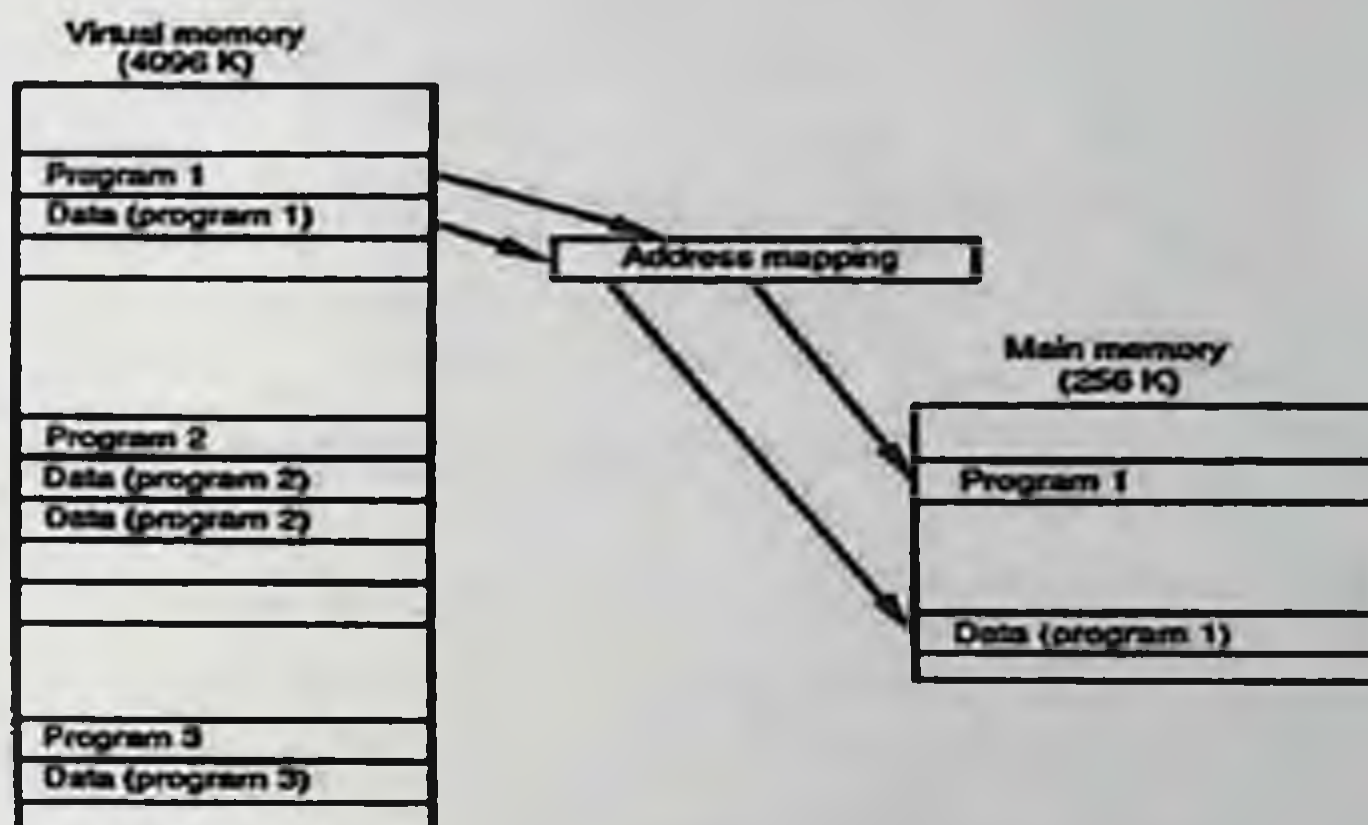 Virtual memory
(4096 K)
Program 1
Data (program 1)
Address mapping
Main memory
(256 K)
Program 1
Data (program 1)
Program 2
Data (program 2)
Data (program 2)
Program 3
Data (program 3)